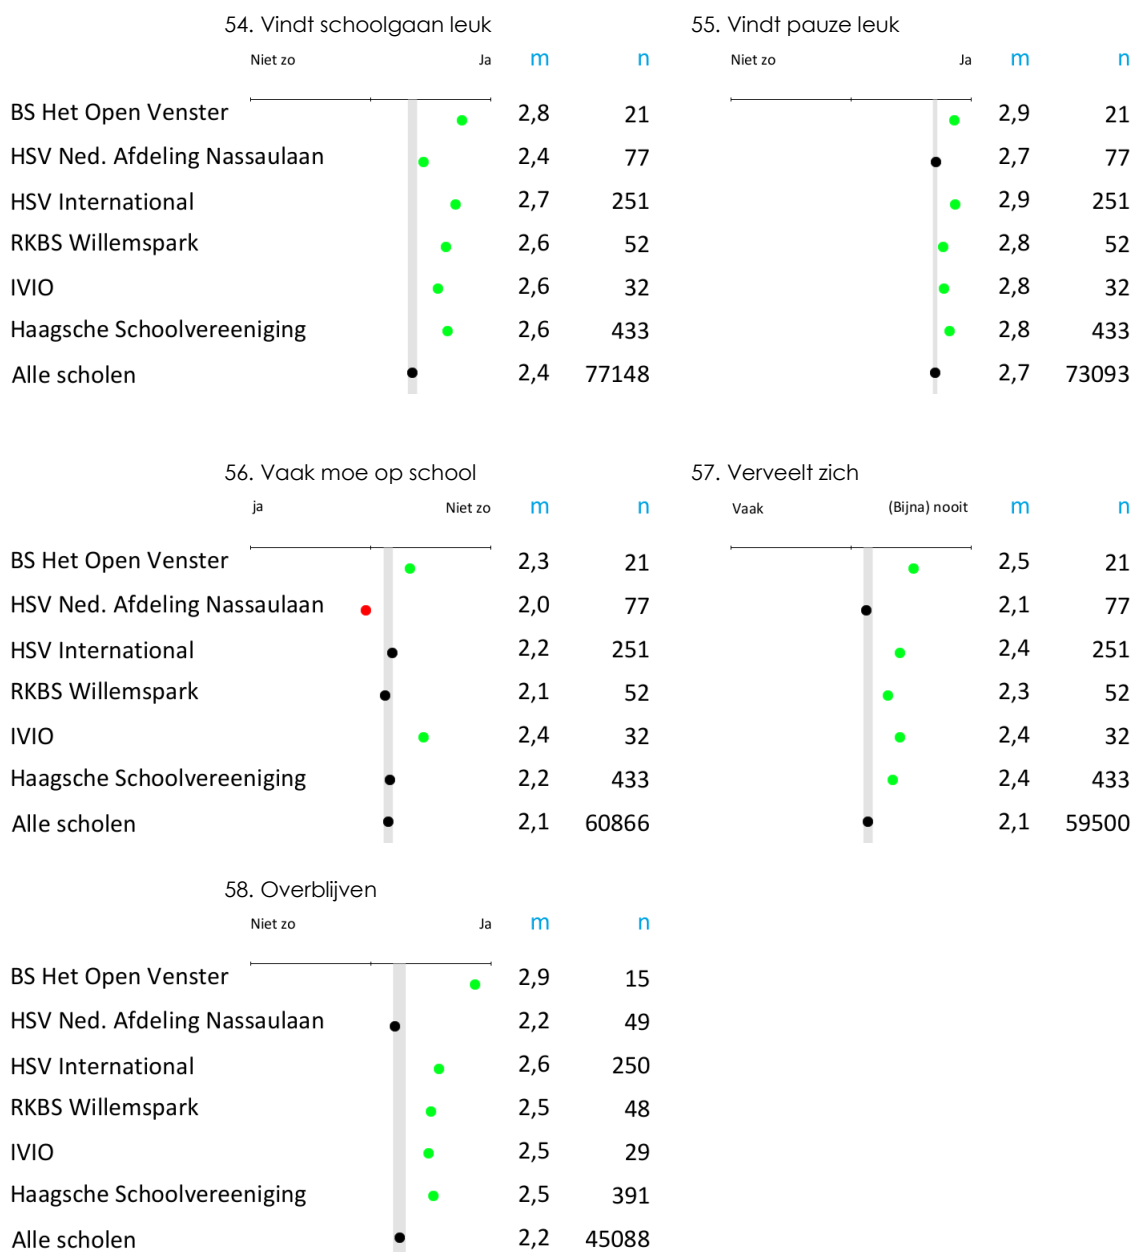 54. Vindt schoolgaan leuk
Niet zo Ja m n
BS Het Open Venster 2,8 21
HSV Ned. Afdeling Nassaulaan 2,4 77
HSV International 2,7 251
RKBS Willemspark 2,6 52
IVIO 2,6 32
Haagsche Schoolvereeniging 2,6 433
Alle scholen 2,4 77148
55. Vindt pauze leuk
Niet zo Ja m n
2,9 21
2,7 77
2,9 251
2,8 52
2,8 32
2,8 433
2,7 73093
56. Vaak moe op school
ja Niet zo m n
BS Het Open Venster 2,3 21
HSV Ned. Afdeling Nassaulaan 2,0 77
HSV International 2,2 251
RKBS Willemspark 2,1 52
IVIO 2,4 32
Haagsche Schoolvereeniging 2,2 433
Alle scholen 2,1 60866
57. Verveelt zich
Vaak (Bijna) nooit m n
2,5 21
2,1 77
2,4 251
2,3 52
2,4 32
2,4 433
2,1 59500
58. Overblijven
Niet zo Ja m n
BS Het Open Venster 2,9 15
HSV Ned. Afdeling Nassaulaan 2,2 49
HSV International 2,6 250
RKBS Willemspark 2,5 48
IVIO 2,5 29
Haagsche Schoolvereeniging 2,5 391
Alle scholen 2,2 45088